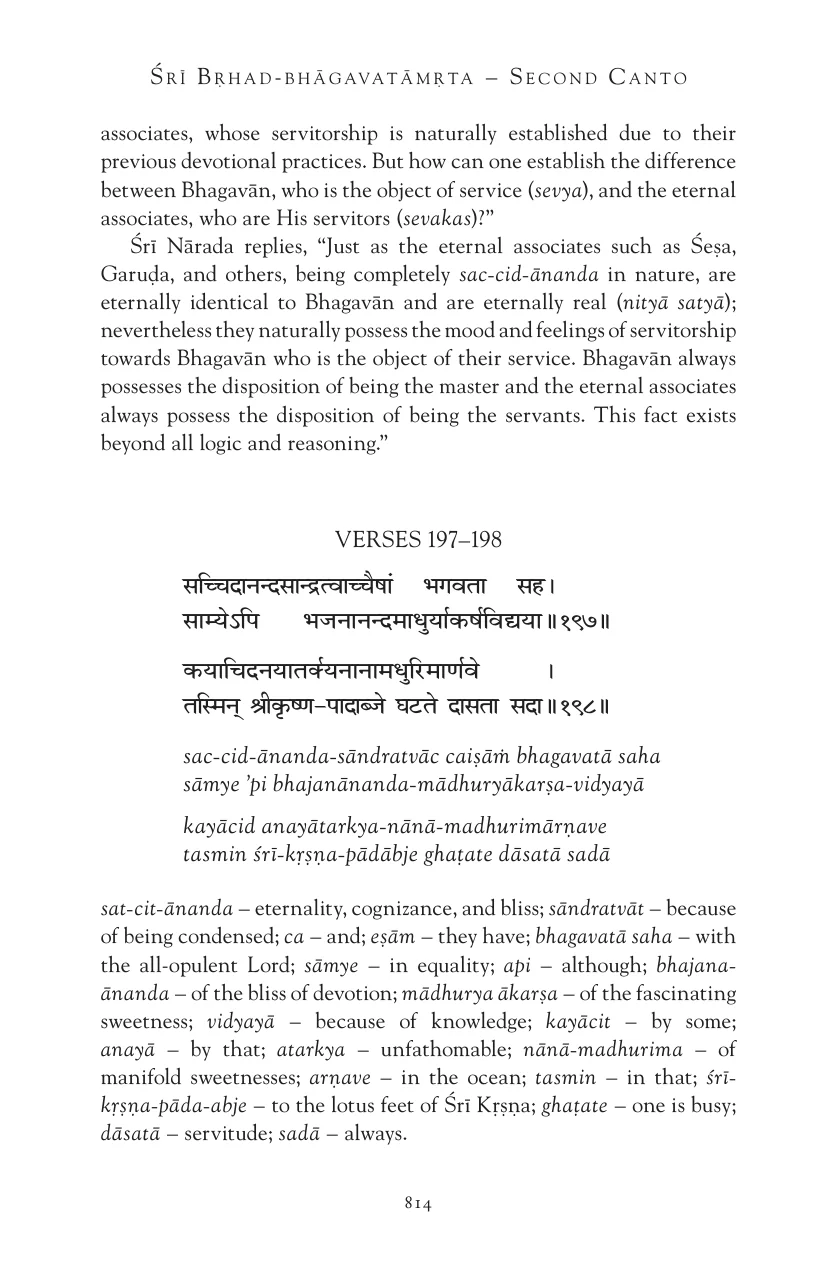 Śrī Bṛhad-bhāgavatāmṛta – Second Canto
associates, whose servitorship is naturally established due to their
previous devotional practices. But how can one establish the difference
between Bhagavān, who is the object of service (sevya), and the eternal
associates, who are His servitors (sevakas)?”
Śrī Nārada replies, “Just as the eternal associates such as Śeṣa,
Garuḍa, and others, being completely sac-cid-ānanda in nature, are
eternally identical to Bhagavān and are eternally real (nityā satyā);
nevertheless they naturally possess the mood and feelings of servitorship
towards Bhagavān who is the object of their service. Bhagavān always
possesses the disposition of being the master and the eternal associates
always possess the disposition of being the servants. This fact exists
beyond all logic and reasoning.”
VERSES 197–198
सच्चिदानन्दसान्द्रत्वाच्चैषां भगवता सह।
साम्येऽपि भजनानन्दमाधुर्याकर्षविद्यया॥१९७॥
कयाचिदनयातर्क्यनानामधुरिमार्णवे ।
तस्मिन् श्रीकृष्ण-पादाब्जे घटते दासता सदा॥१९८॥
sac-cid-ānanda-sāndratvāc caiṣāṁ bhagavatā saha
sāmye ’pi bhajanānanda-mādhuryākarṣa-vidyayā
kayācid anayātarkya-nānā-madhurimārṇave
tasmin śrī-kṛṣṇa-pādābje ghaṭate dāsatā sadā
sat-cit-ānanda – eternality, cognizance, and bliss; sāndratvāt – because
of being condensed; ca – and; eṣām – they have; bhagavatā saha – with
the all-opulent Lord; sāmye – in equality; api – although; bhajana-
ānanda – of the bliss of devotion; mādhurya ākarṣa – of the fascinating
sweetness; vidyayā – because of knowledge; kayācit – by some;
anayā – by that; atarkya – unfathomable; nānā-madhurima – of
manifold sweetnesses; arṇave – in the ocean; tasmin – in that; śrī-
kṛṣṇa-pāda-abje – to the lotus feet of Śrī Kṛṣṇa; ghaṭate – one is busy;
dāsatā – servitude; sadā – always.
814